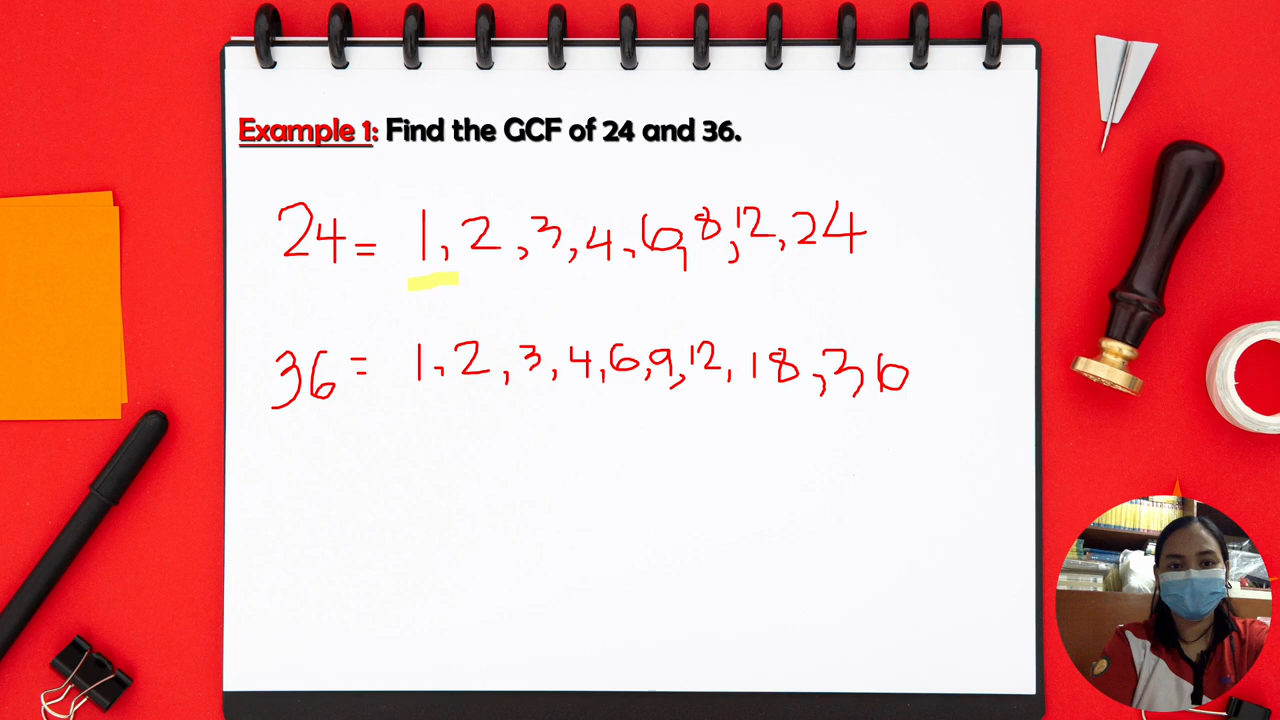 Example 1: Find the GCF of 24 and 36.
24 = 1, 2, 3, 4, 6, 8, 12, 24
36 = 1, 2, 3, 4, 6, 9, 12, 18, 36